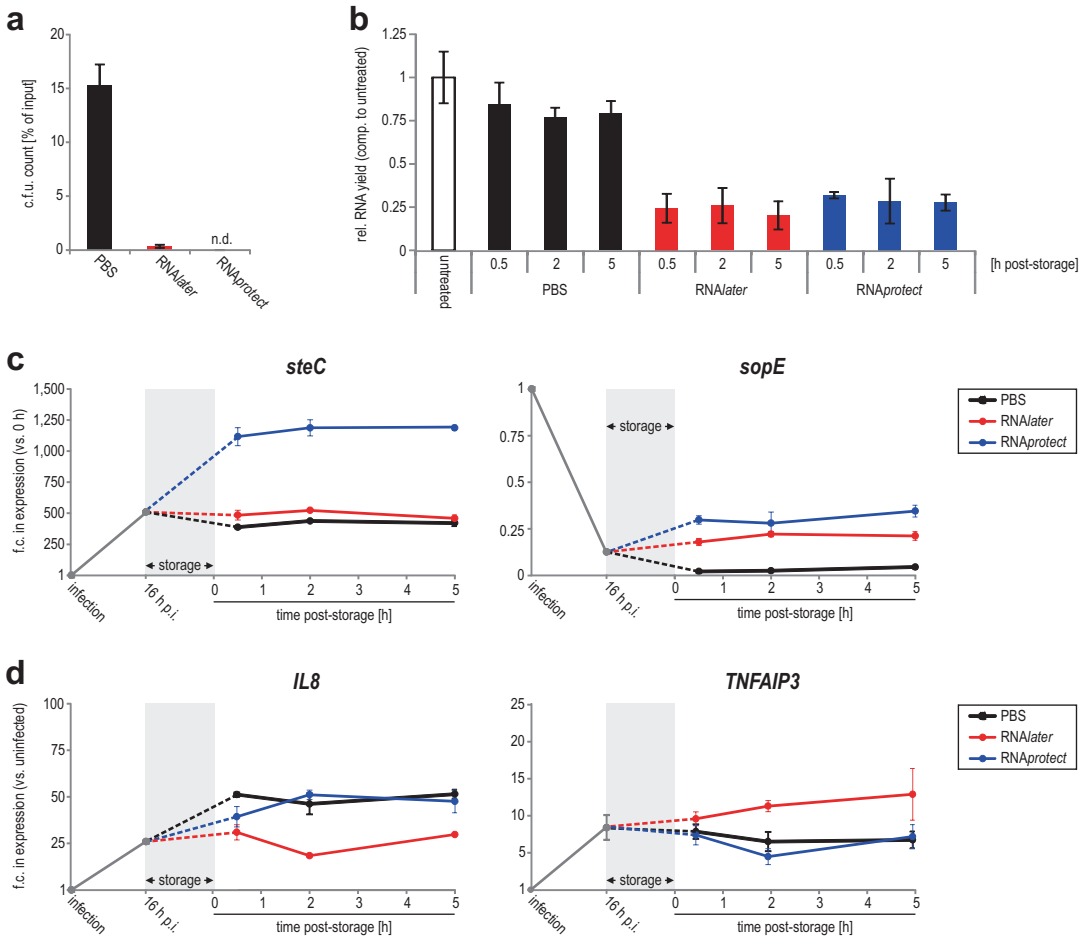 a
c.f.u. count [% of input]
20
15
10
5
0
n.d.
PBS
RNAlater
RNAprotect
b
rel. RNA yield (comp. to untreated)
1.25
1
0.75
0.5
0.25
0
untreated
0.5 2 5 0.5 2 5 0.5 2 5 [h post-storage]
PBS RNAlater RNAprotect
c
steC
f.c. in expression (vs. 0 h)
1,500
1,250
1,000
750
500
250
1
storage
infection
16 h p.i.
0 1 2 3 4 5
time post-storage [h]
sopE
1
0.75
0.5
0.25
0
storage
infection
16 h p.i.
0 1 2 3 4 5
time post-storage [h]
PBS
RNAlater
RNAprotect
d
IL8
f.c. in expression (vs. uninfected)
100
75
50
25
1
storage
infection
16 h p.i.
0 1 2 3 4 5
time post-storage [h]
TNFAIP3
25
20
15
10
5
1
storage
infection
16 h p.i.
0 1 2 3 4 5
time post-storage [h]
PBS
RNAlater
RNAprotect